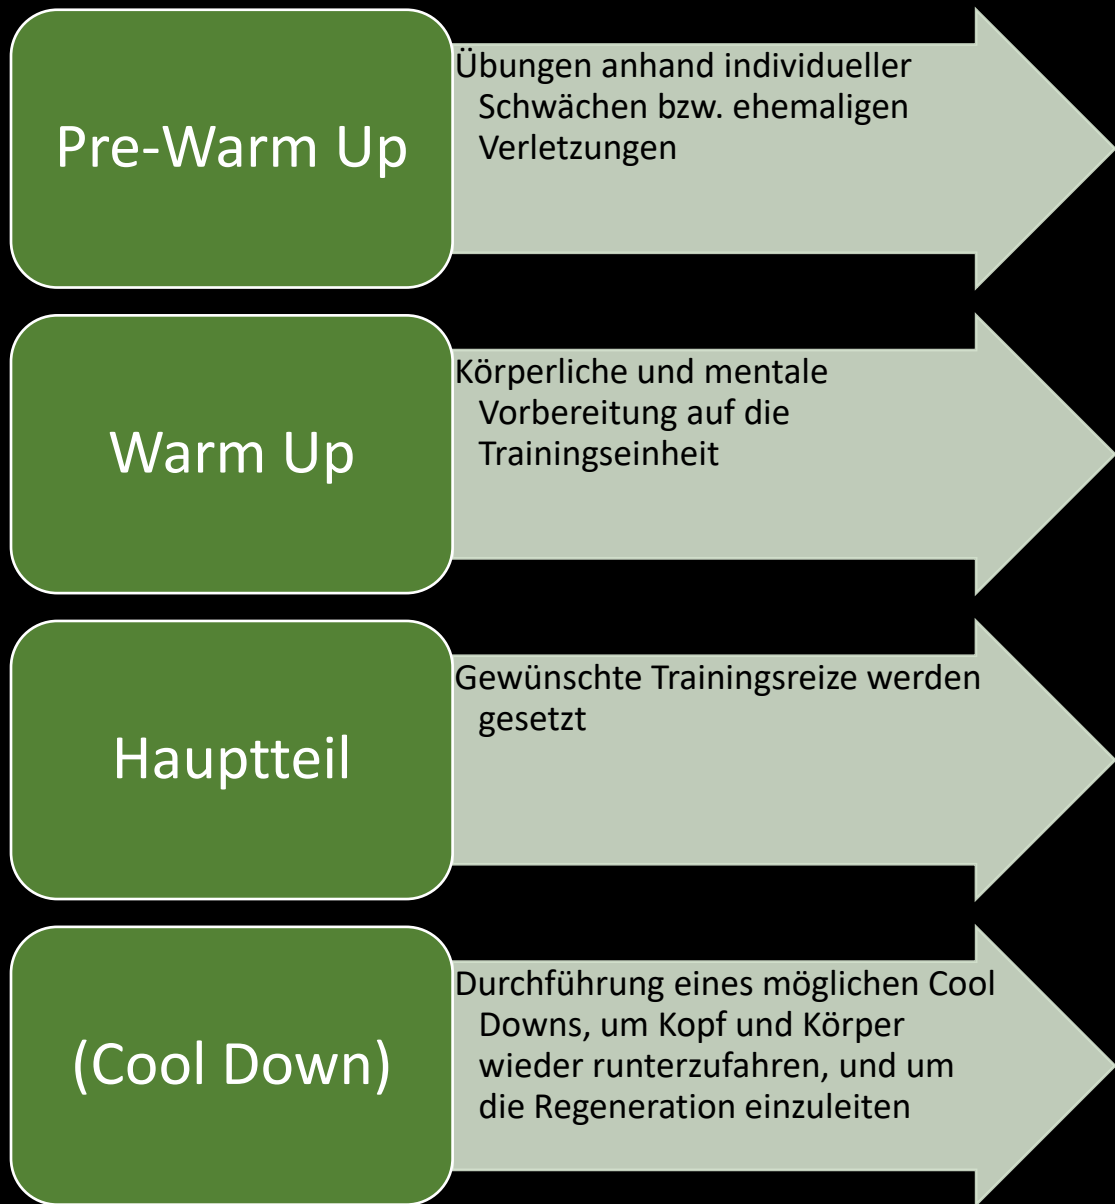 Pre-Warm Up
Übungen anhand individueller
Schwächen bzw. ehemaligen
Verletzungen
Warm Up
Körperliche und mentale
Vorbereitung auf die
Trainingseinheit
Hauptteil
Gewünschte Trainingsreize werden
gesetzt
(Cool Down)
Durchführung eines möglichen Cool
Downs, um Kopf und Körper
wieder runterzufahren, und um
die Regeneration einzuleiten